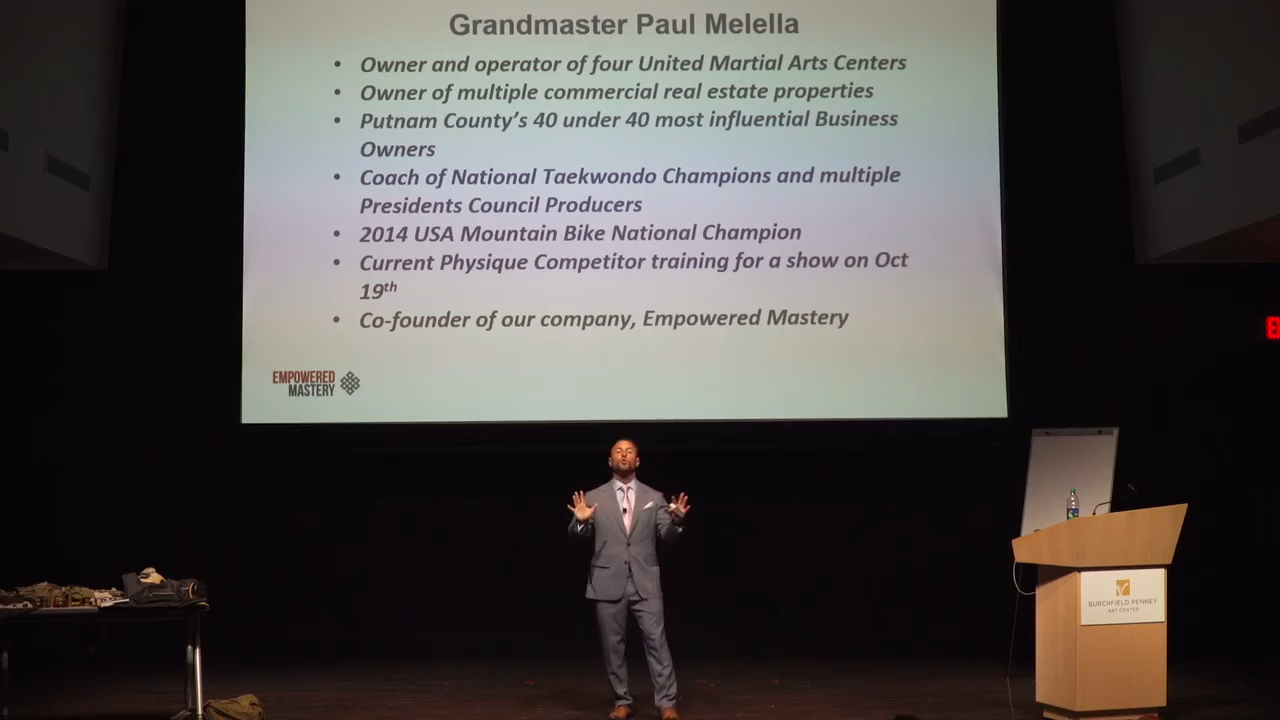 Grandmaster Paul Melella
• Owner and operator of four United Martial Arts Centers
• Owner of multiple commercial real estate properties
• Putnam County's 40 under 40 most influential Business
Owners
• Coach of National Taekwondo Champions and multiple
Presidents Council Producers
• 2014 USA Mountain Bike National Champion
• Current Physique Competitor training for a show on Oct
19th
• Co-founder of our company, Empowered Mastery
EMPOWERED
MASTERY
BURCHFIELD PENNEY
ART CENTER